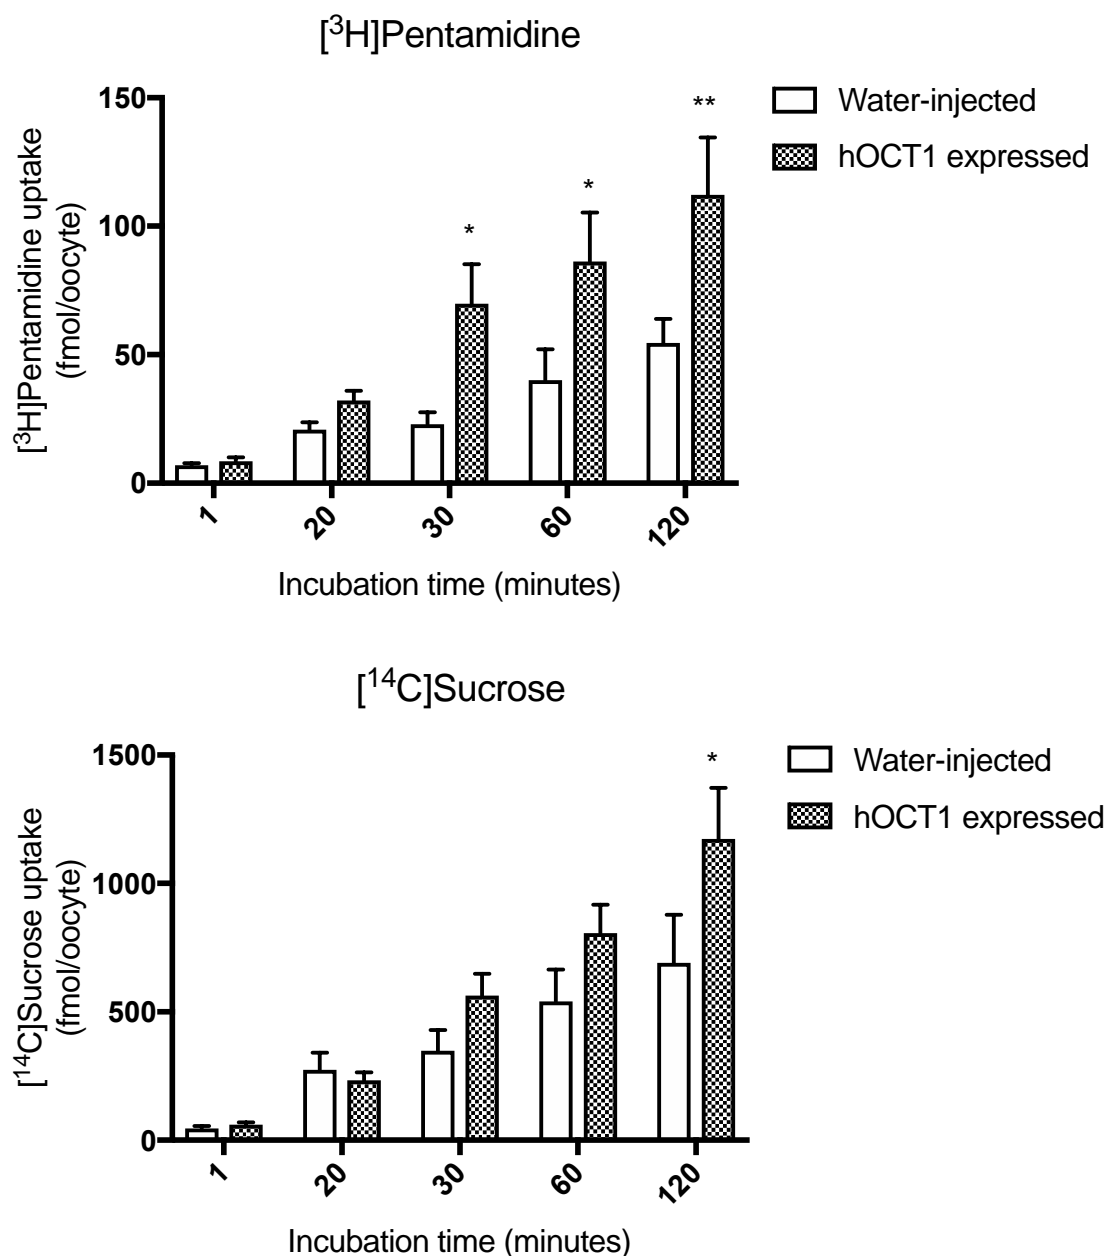 [³H]Pentamidine
Water-injected
hOCT1 expressed
[³H]Pentamidine uptake
(fmol/oocyte)
150
100
50
0
*
*
**
1
20
30
60
120
Incubation time (minutes)
[¹⁴C]Sucrose
Water-injected
hOCT1 expressed
[¹⁴C]Sucrose uptake
(fmol/oocyte)
1500
1000
500
0
*
1
20
30
60
120
Incubation time (minutes)